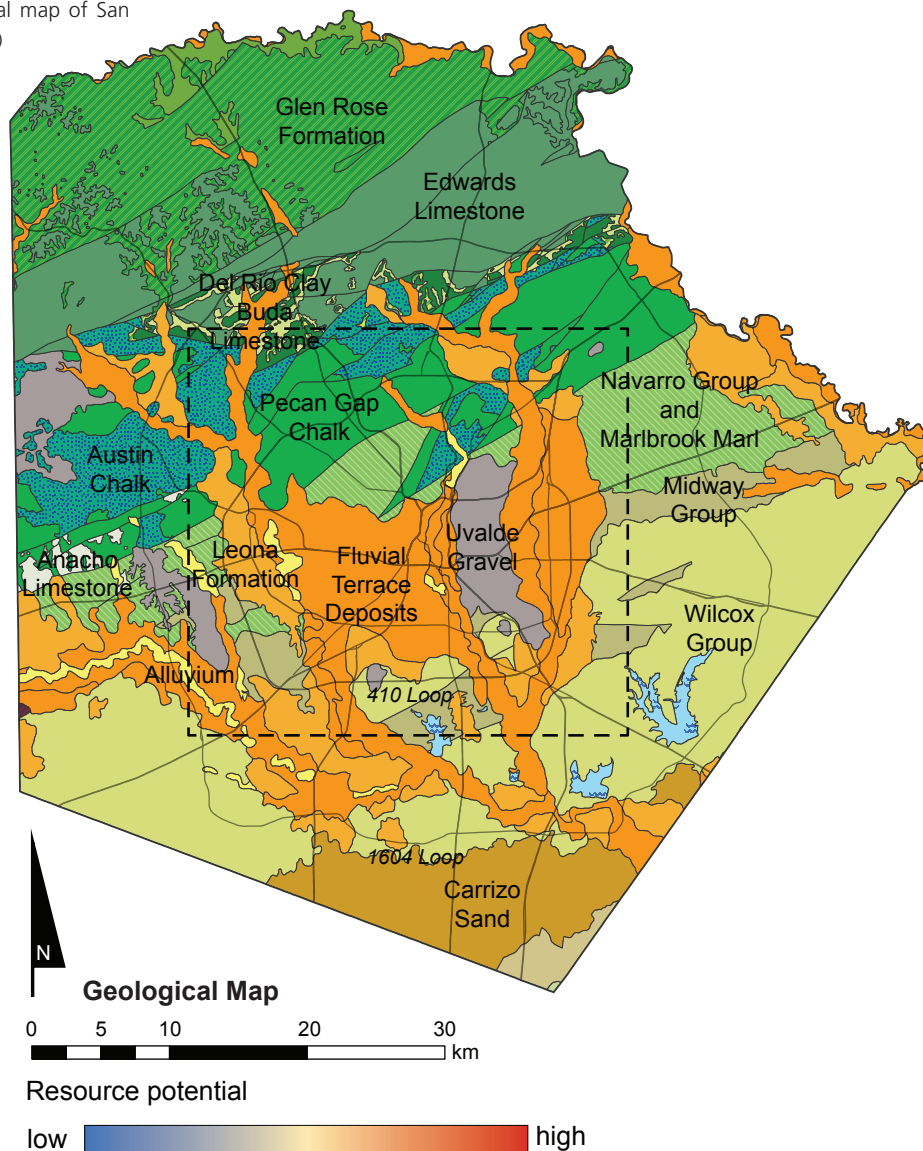 al map of San
)
Glen Rose
Formation
Edwards
Limestone
Del Rio Clay
Buda
Limestone
Pecan Gap
Chalk
Navarro Group
and
Marlbrook Marl
Austin
Chalk
Midway
Group
Anacho
Limestone
Leona
Formation
Fluvial
Terrace
Deposits
Uvalde
Gravel
Wilcox
Group
Alluvium
410 Loop
1604 Loop
Carrizo
Sand
N
Geological Map
0 5 10 20 30
km
Resource potential
low high